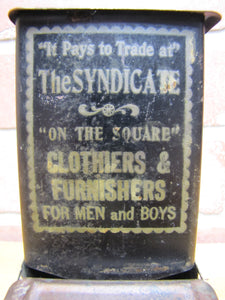 "It Pays to Trade at"
The SYNDICATE
"ON THE SQUARE"
CLOTHIERS &
FURNISHERS
FOR MEN and BOYS